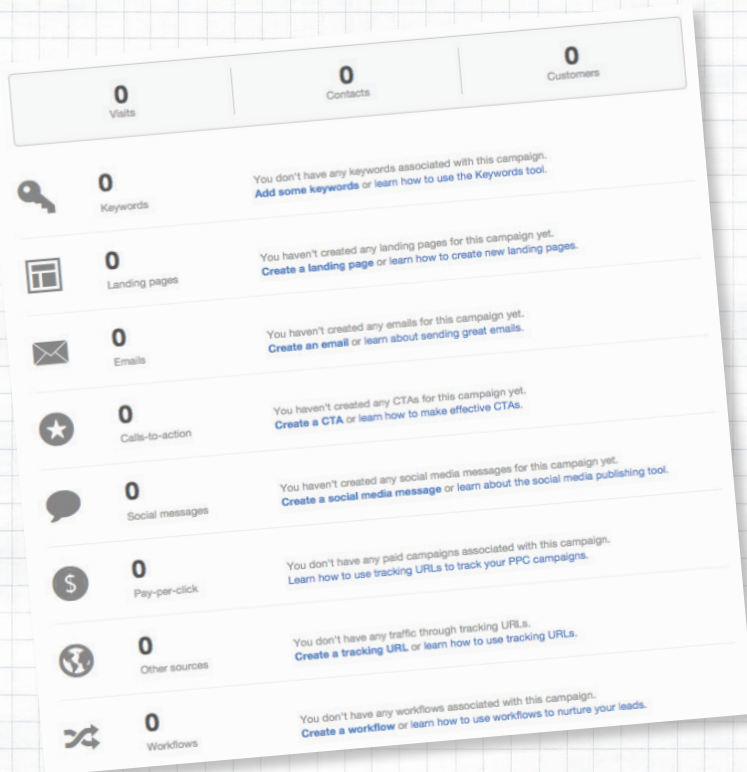 0
Visits
0
Contacts
0
Customers
0
Keywords
You don't have any keywords associated with this campaign.
Add some keywords or learn how to use the Keywords tool.
0
Landing pages
You haven't created any landing pages for this campaign yet.
Create a landing page or learn how to create new landing pages.
0
Emails
You haven't created any emails for this campaign yet.
Create an email or learn about sending great emails.
0
Calls-to-action
You haven't created any CTAs for this campaign yet.
Create a CTA or learn how to make effective CTAs.
0
Social messages
You haven't created any social media messages for this campaign yet.
Create a social media message or learn about the social media publishing tool.
$
0
Pay-per-click
You don't have any paid campaigns associated with this campaign.
Learn how to use tracking URLs to track your PPC campaigns.
0
Other sources
You don't have any traffic through tracking URLs.
Create a tracking URL or learn how to use tracking URLs.
0
Workflows
You don't have any workflows associated with this campaign.
Create a workflow or learn how to use workflows to nurture your leads.